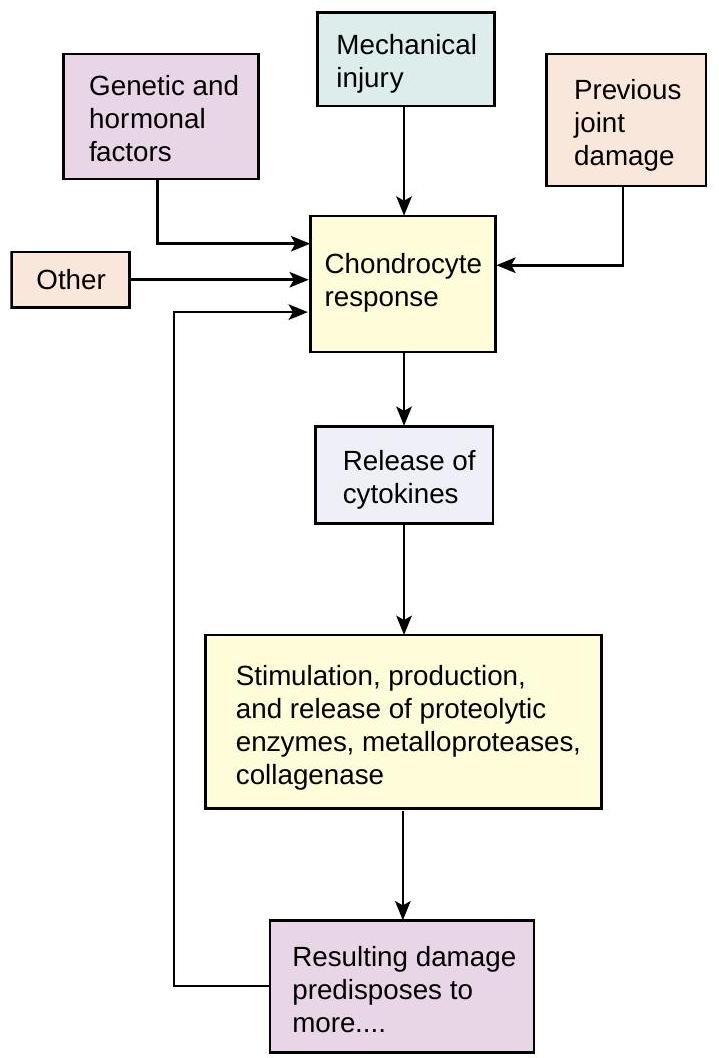 Mechanical
injury
Genetic and
hormonal
factors
Previous
joint
damage
Other
Chondrocyte
response
Release of
cytokines
Stimulation, production,
and release of proteolytic
enzymes, metalloproteases,
collagenase
Resulting damage
predisposes to
more....